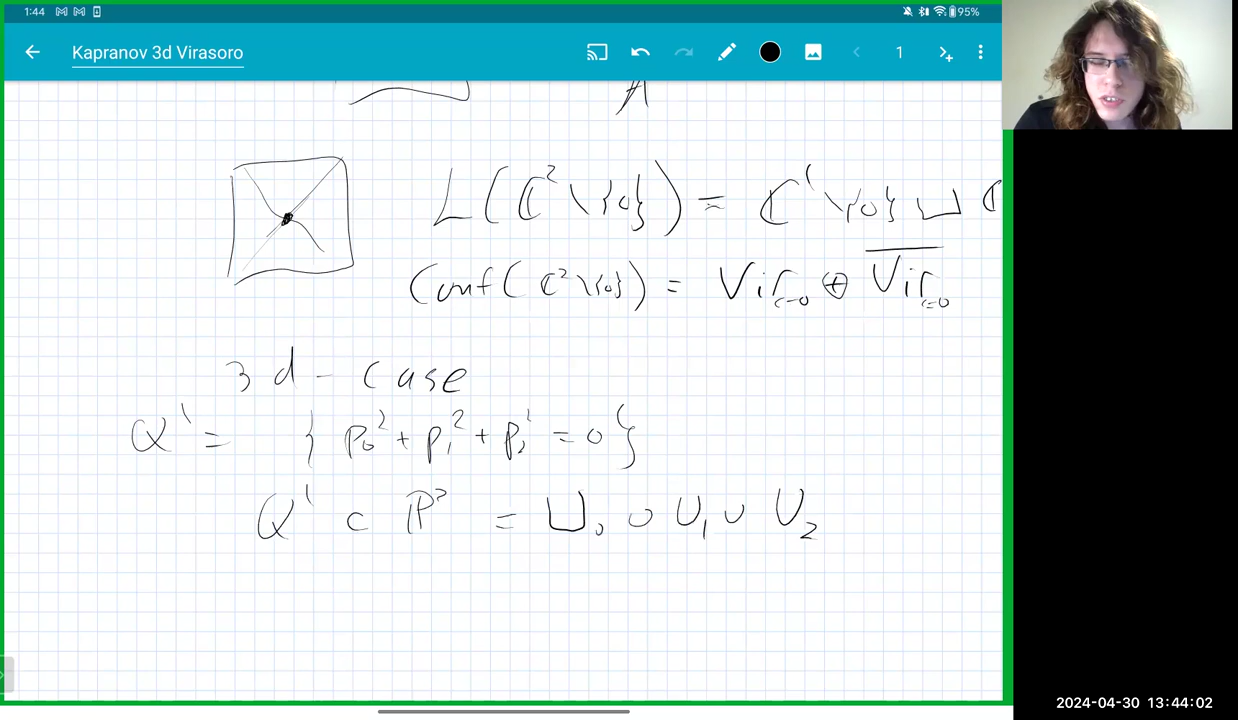 1:44
95%
Kapranov 3d Virasoro
1
L(ℂ²\{0}) = ℂ¹\{0} ⊔ ℂ
Conf(ℂ²\{0}) = Vir_{c=0} ⊕ \overline{Vir}_{c=0}
3d - case
Q¹ = { p₀² + p₁² + p₂² = 0 }
Q¹ ⊂ ℙ² = U₀ ∪ U₁ ∪ U₂
2024-04-30 13:44:02